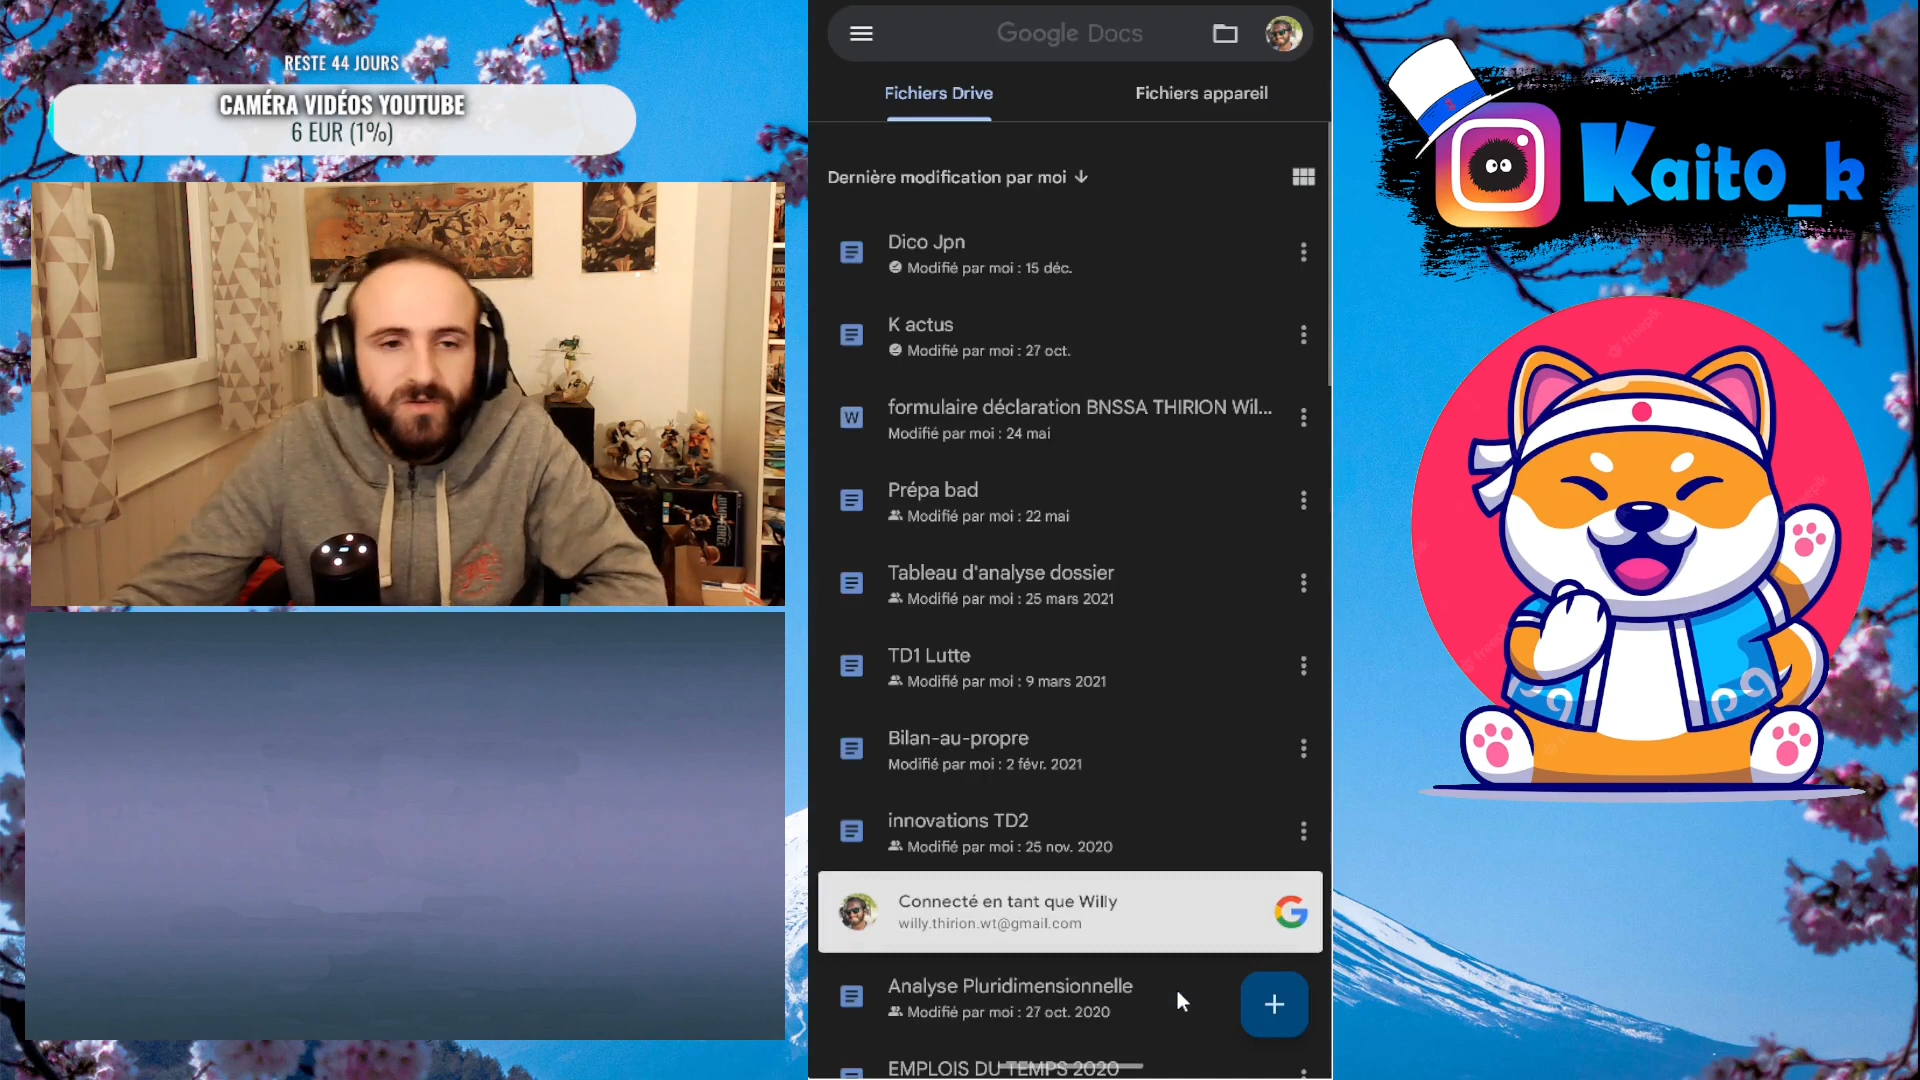 RESTE 44 JOURS
CAMÉRA VIDÉOS YOUTUBE
6 EUR (1%)
Google Docs
Fichiers Drive
Fichiers appareil
Dernière modification par moi
Dico Jpn
Modifié par moi : 15 déc.
K actus
Modifié par moi : 27 oct.
W
formulaire déclaration BNSSA THIRION Wil...
Modifié par moi : 24 mai
Prépa bad
Modifié par moi : 22 mai
Tableau d'analyse dossier
Modifié par moi : 25 mars 2021
TD1 Lutte
Modifié par moi : 9 mars 2021
Bilan-au-propre
Modifié par moi : 2 févr. 2021
innovations TD2
Modifié par moi : 25 nov. 2020
Connecté en tant que Willy
willy.thirion.wt@gmail.com
Analyse Pluridimensionnelle
Modifié par moi : 27 oct. 2020
EMPLOIS DU TEMPS 2020
Kaito_k
JUMP FORCE
freepik